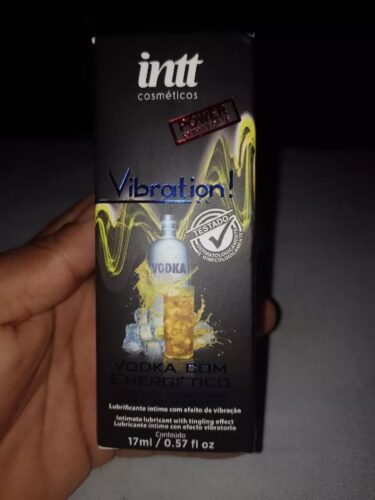 intt
cosméticos
POWER
Vibration!
TESTADO
VODKA
VODKA COM
ENERGÉTICO
Lubrificante íntimo com efeito de vibração
Intimate lubricant with tingling effect
Lubricante íntimo con efecto vibratorio
Conteúdo
17ml / 0.57 fl oz